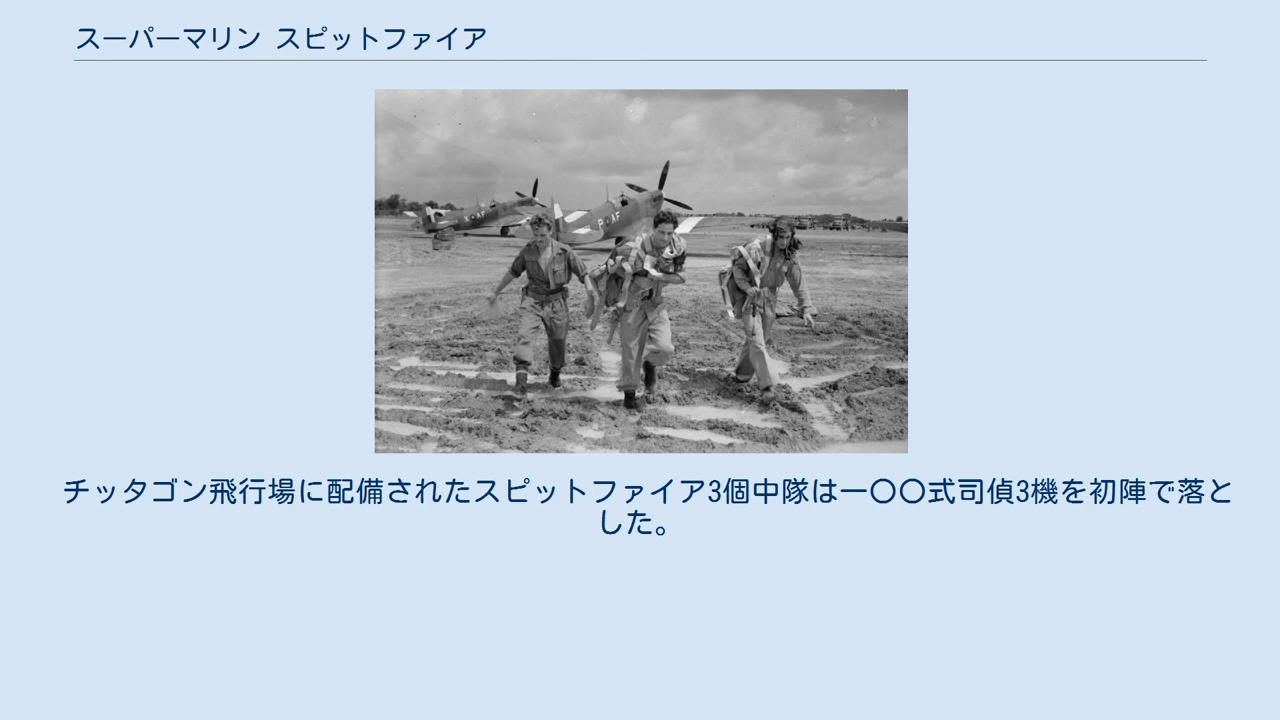 スーパーマリン スピットファイア
X・AF
P・AF
チッタゴン飛行場に配備されたスピットファイア3個中隊は一〇〇式司偵3機を初陣で落と
した。